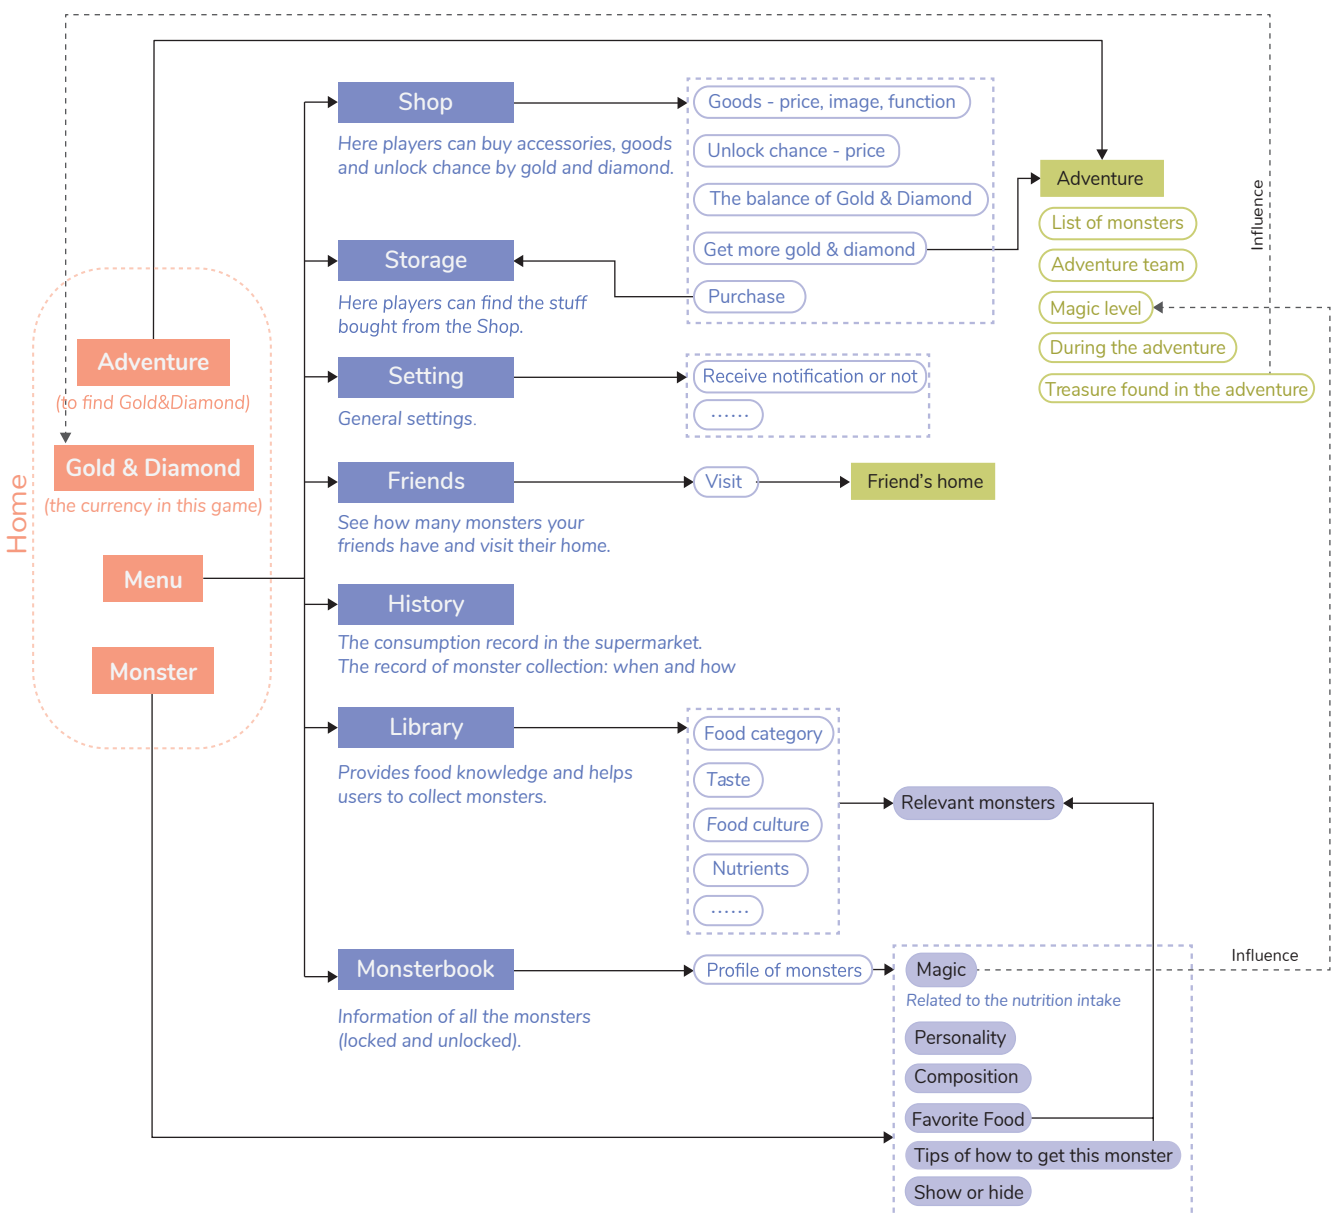 Home
Adventure
(to find Gold&Diamond)
Gold & Diamond
(the currency in this game)
Menu
Monster
Shop
Here players can buy accessories, goods
and unlock chance by gold and diamond.
Storage
Here players can find the stuff
bought from the Shop.
Setting
General settings.
Friends
See how many monsters your
friends have and visit their home.
History
The consumption record in the supermarket.
The record of monster collection: when and how
Library
Provides food knowledge and helps
users to collect monsters.
Monsterbook
Information of all the monsters
(locked and unlocked).
Goods - price, image, function
Unlock chance - price
The balance of Gold & Diamond
Get more gold & diamond
Purchase
Receive notification or not
......
Visit
Friend's home
Food category
Taste
Food culture
Nutrients
......
Profile of monsters
Relevant monsters
Magic
Related to the nutrition intake
Personality
Composition
Favorite Food
Tips of how to get this monster
Show or hide
Adventure
List of monsters
Adventure team
Magic level
During the adventure
Treasure found in the adventure
Influence
Influence